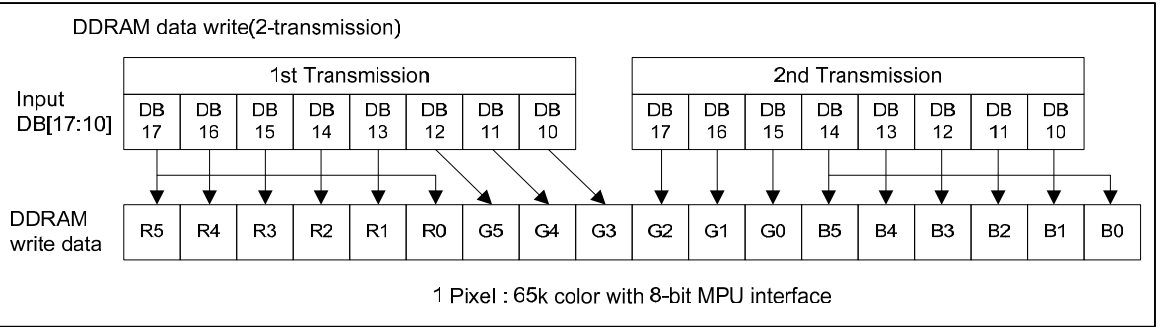 DDRAM data write(2-transmission)
1st Transmission 2nd Transmission
Input
DB[17:10]
DB DB DB DB DB DB DB DB DB DB DB DB DB DB DB DB
17 16 15 14 13 12 11 10 17 16 15 14 13 12 11 10
DDRAM
write data
R5 R4 R3 R2 R1 R0 G5 G4 G3 G2 G1 G0 B5 B4 B3 B2 B1 B0
1 Pixel : 65k color with 8-bit MPU interface